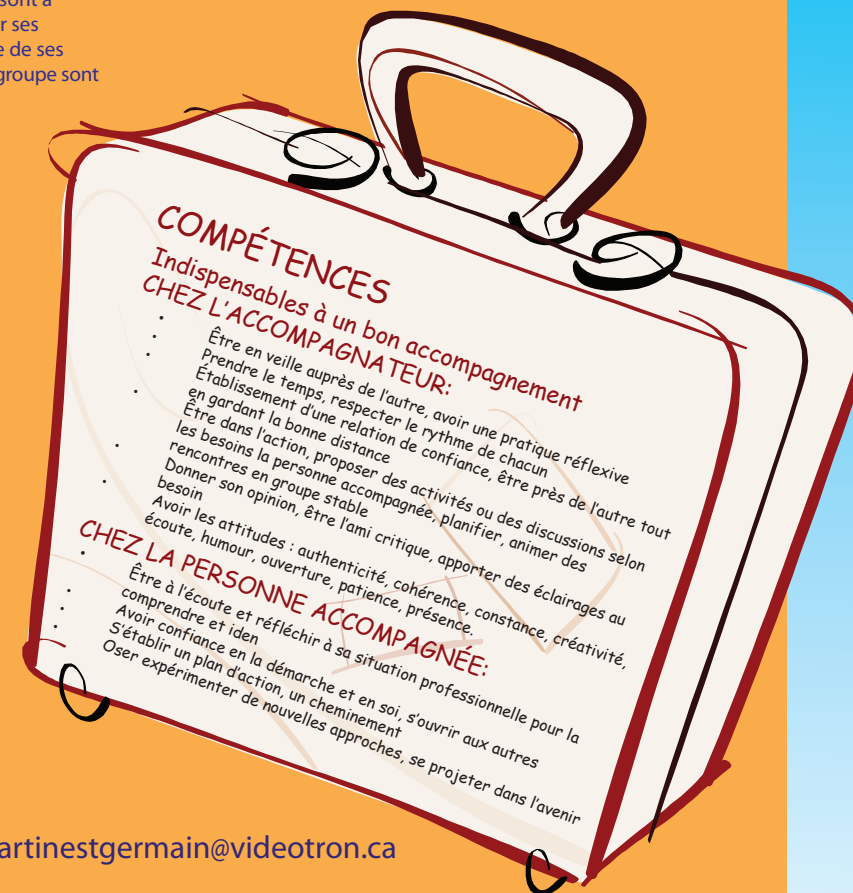 sont à
r ses
e de ses
groupe sont
COMPÉTENCES
Indispensables à un bon accompagnement
CHEZ L'ACCOMPAGNATEUR:
· Être en veille auprès de l'autre, avoir une pratique réflexive
· Prendre le temps, respecter le rythme de chacun
· Établissement d'une relation de confiance, être près de l'autre tout
en gardant la bonne distance
· Être dans l'action, proposer des activités ou des discussions selon
les besoins la personne accompagnée, planifier, animer des
rencontres en groupe stable
· Donner son opinion, être l'ami critique, apporter des éclairages au
besoin
· Avoir les attitudes : authenticité, cohérence, constance, créativité,
écoute, humour, ouverture, patience, présence.
CHEZ LA PERSONNE ACCOMPAGNÉE:
· Être à l'écoute et réfléchir à sa situation professionnelle pour la
comprendre et iden
· Avoir confiance en la démarche et en soi, s'ouvrir aux autres
· S'établir un plan d'action, un cheminement
· Oser expérimenter de nouvelles approches, se projeter dans l'avenir
artinestgermain@videotron.ca